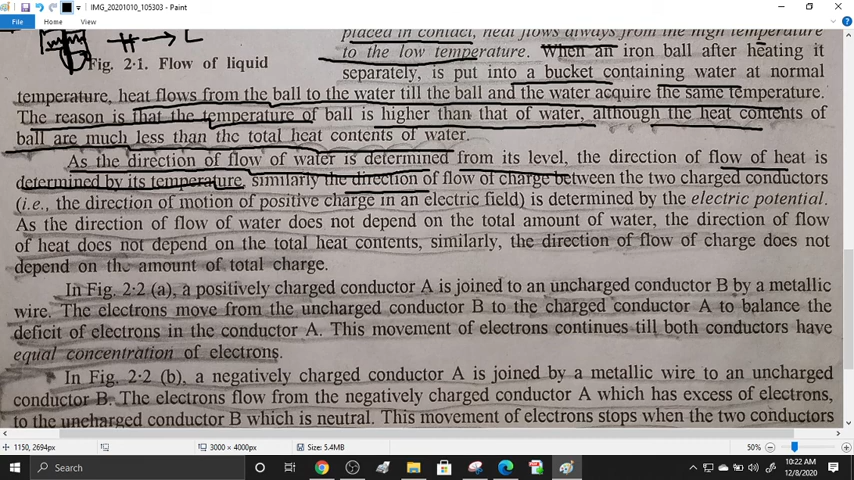 IMG_20201010_105303 - Paint
File Home View
placed in contact, heat flows always from the high temperature
to the low temperature. When an iron ball after heating it
Fig. 2·1. Flow of liquid
separately, is put into a bucket containing water at normal
temperature, heat flows from the ball to the water till the ball and the water acquire the same temperature.
The reason is that the temperature of ball is higher than that of water, although the heat contents of
ball are much less than the total heat contents of water.
As the direction of flow of water is determined from its level, the direction of flow of heat is
determined by its temperature, similarly the direction of flow of charge between the two charged conductors
(i.e., the direction of motion of positive charge in an electric field) is determined by the electric potential.
As the direction of flow of water does not depend on the total amount of water, the direction of flow
of heat does not depend on the total heat contents, similarly, the direction of flow of charge does not
depend on the amount of total charge.
In Fig. 2·2 (a), a positively charged conductor A is joined to an uncharged conductor B by a metallic
wire. The electrons move from the uncharged conductor B to the charged conductor A to balance the
deficit of electrons in the conductor A. This movement of electrons continues till both conductors have
equal concentration of electrons.
In Fig. 2·2 (b), a negatively charged conductor A is joined by a metallic wire to an uncharged
conductor B. The electrons flow from the negatively charged conductor A which has excess of electrons,
to the uncharged conductor B which is neutral. This movement of electrons stops when the two conductors
1150, 2694px 3000 × 4000px Size: 5.4MB 50%
Search
10:22 AM
12/8/2020